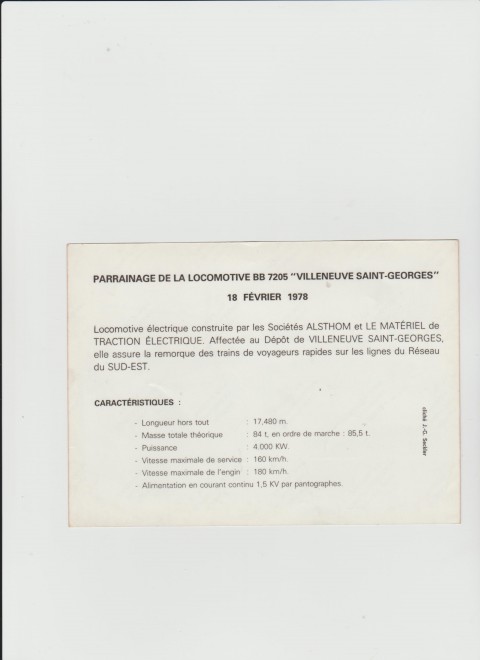 PARRAINAGE DE LA LOCOMOTIVE BB 7205 "VILLENEUVE SAINT-GEORGES"
18 FÉVRIER 1978
Locomotive électrique construite par les Sociétés ALSTHOM et LE MATÉRIEL de
TRACTION ÉLECTRIQUE. Affectée au Dépôt de VILLENEUVE SAINT-GEORGES,
elle assure la remorque des trains de voyageurs rapides sur les lignes du Réseau
du SUD-EST.
CARACTÉRISTIQUES :
- Longueur hors tout : 17,480 m.
- Masse totale théorique : 84 t, en ordre de marche : 85,5 t.
- Puissance : 4.000 KW.
- Vitesse maximale de service : 160 km/h.
- Vitesse maximale de l'engin : 180 km/h.
- Alimentation en courant continu 1,5 KV par pantographes.
cliché J.-G. Seckler